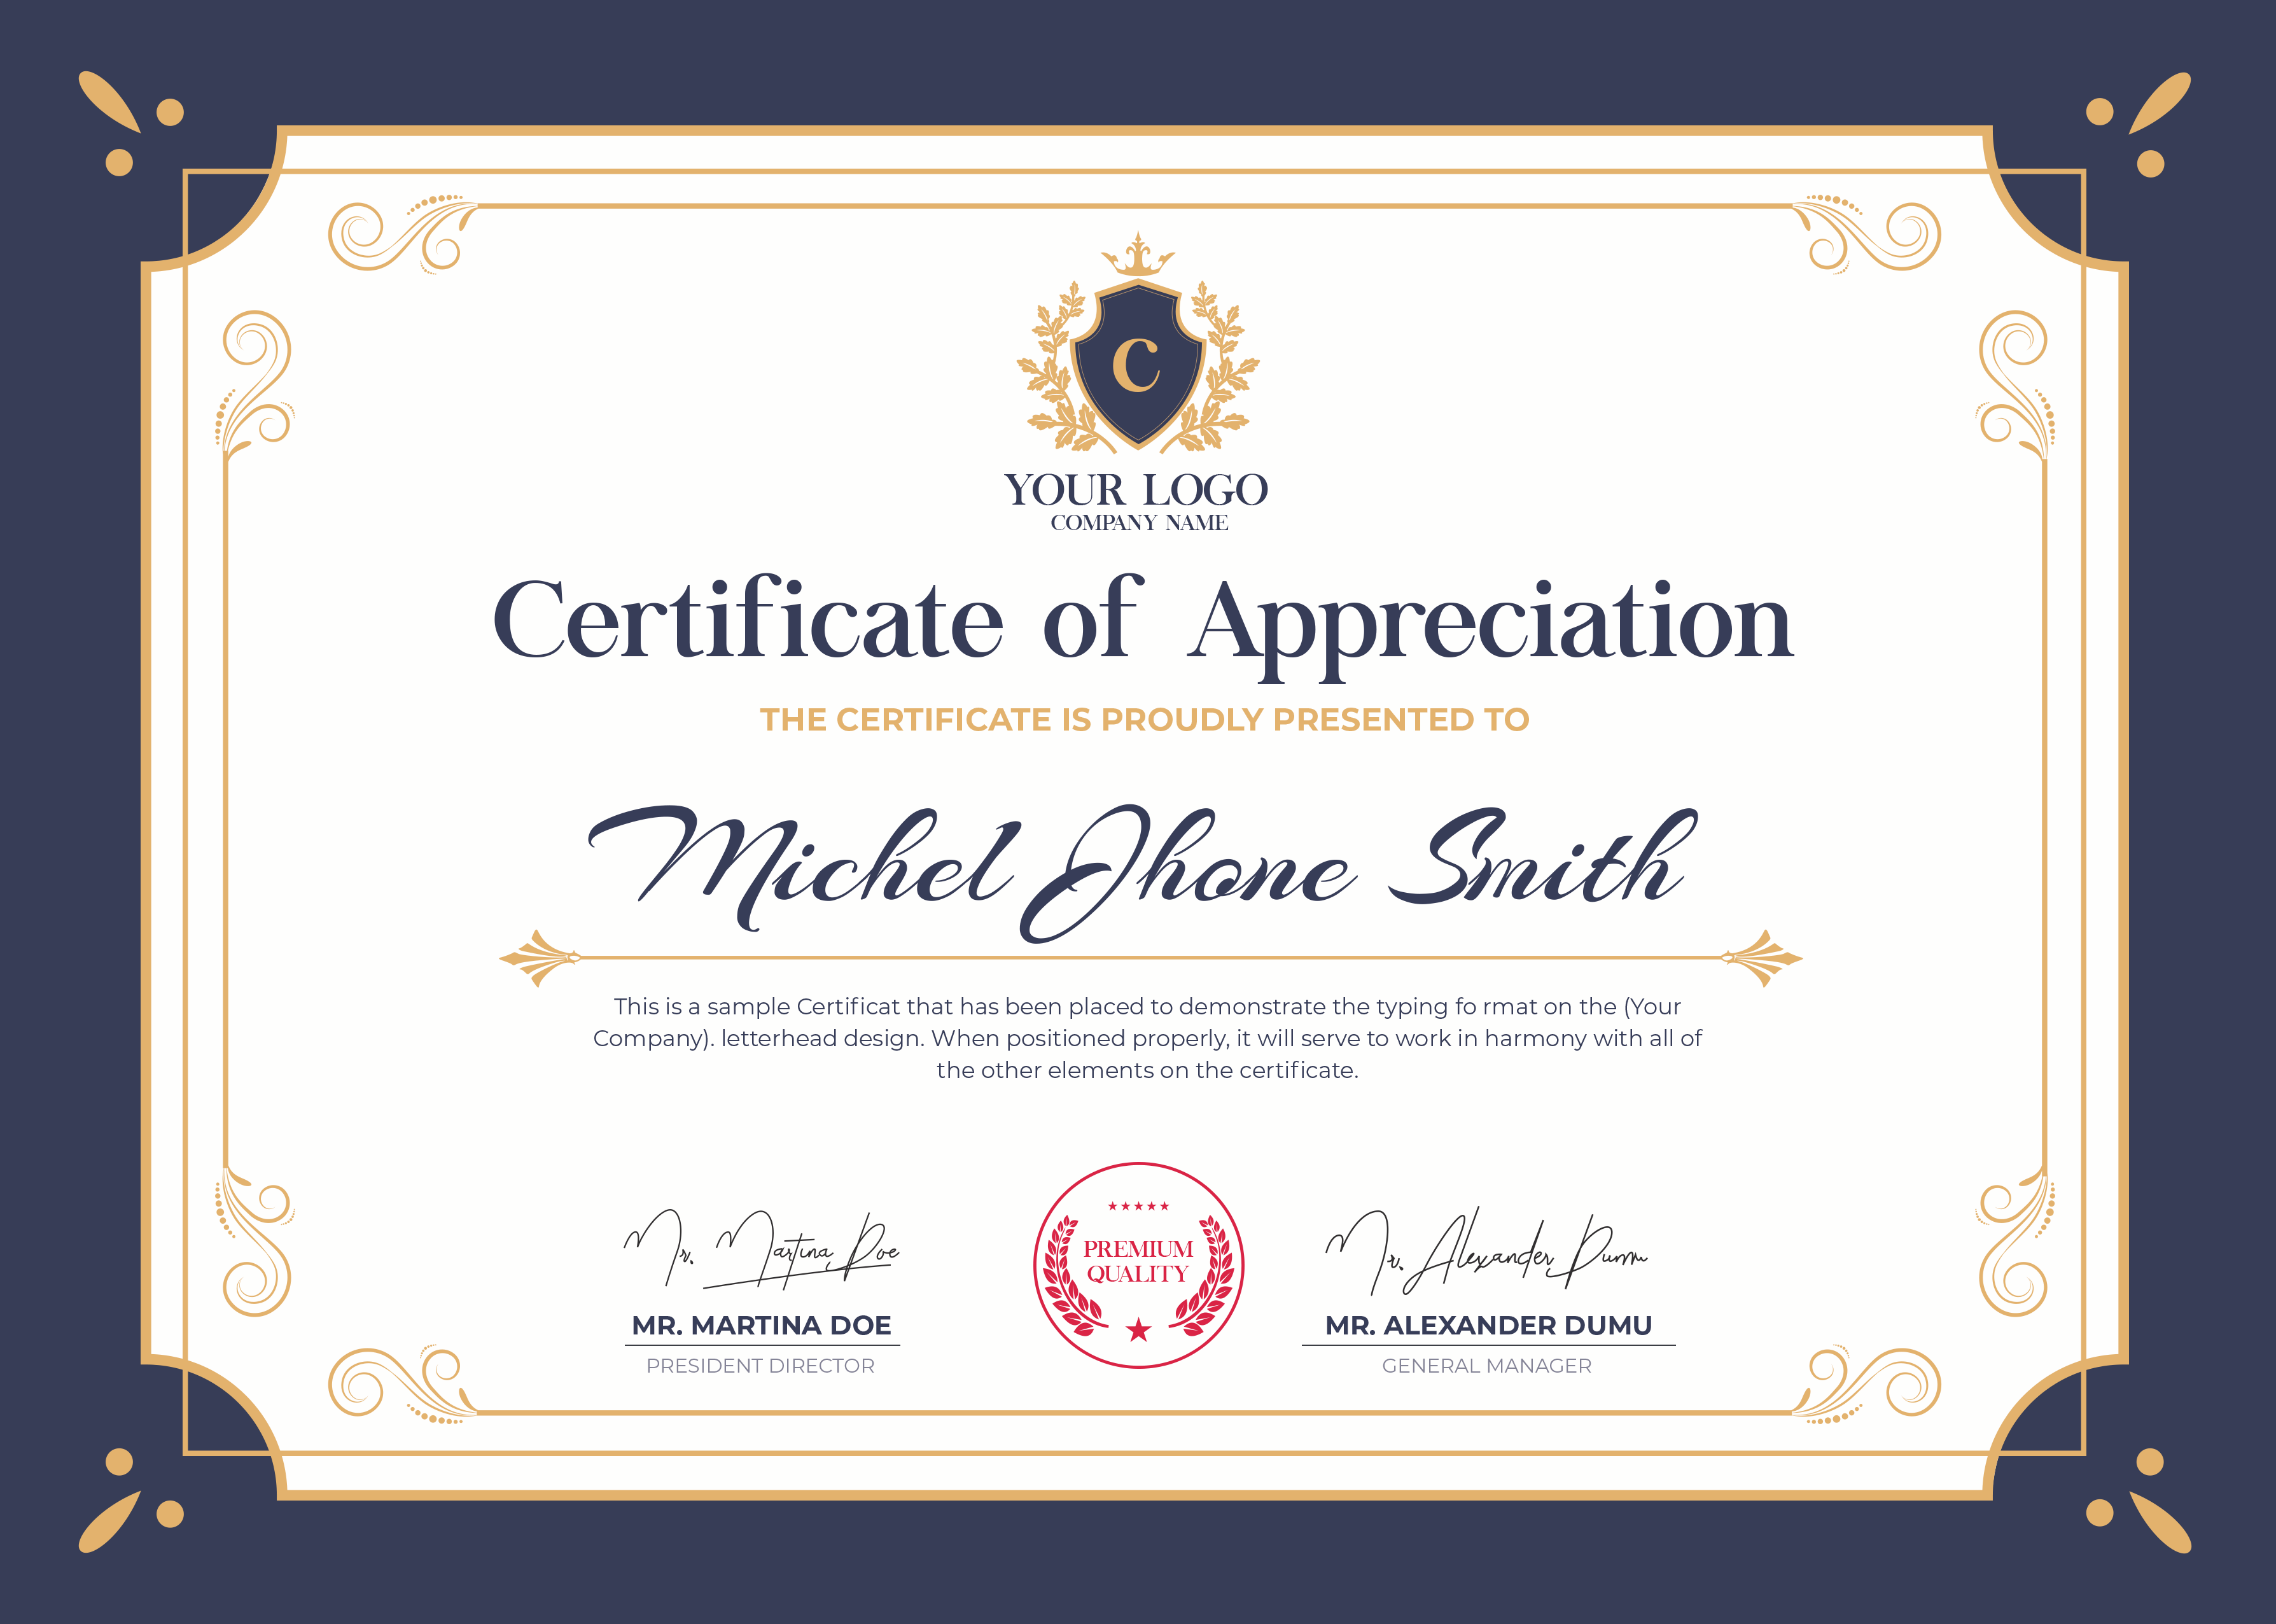 C
YOUR LOGO
COMPANY NAME
Certificate of Appreciation
THE CERTIFICATE IS PROUDLY PRESENTED TO
Michel Jhone Smith
This is a sample Certificat that has been placed to demonstrate the typing fo rmat on the (Your
Company). letterhead design. When positioned properly, it will serve to work in harmony with all of
the other elements on the certificate.
Mr. Martina Doe
PREMIUM
QUALITY
Mr. Alexander Dumu
MR. MARTINA DOE
MR. ALEXANDER DUMU
PRESIDENT DIRECTOR
GENERAL MANAGER